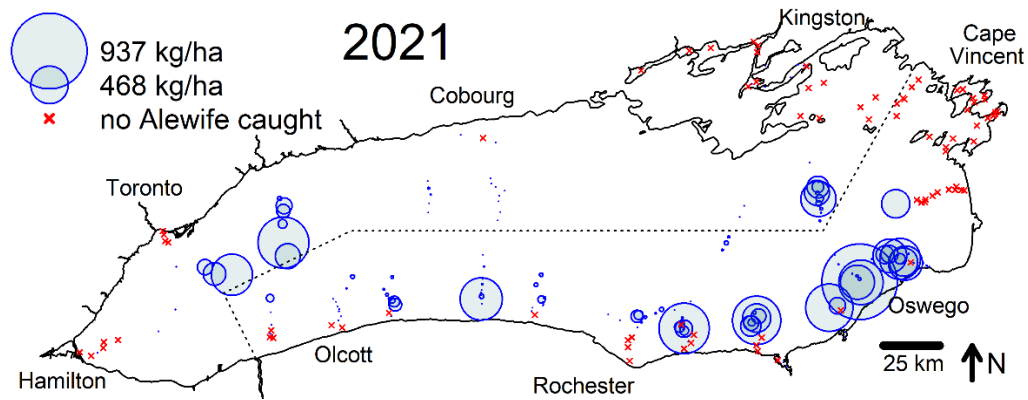 937 kg/ha
468 kg/ha
no Alewife caught
2021
Kingston
Cape
Vincent
Cobourg
Toronto
Hamilton
Olcott
Rochester
Oswego
25 km
N